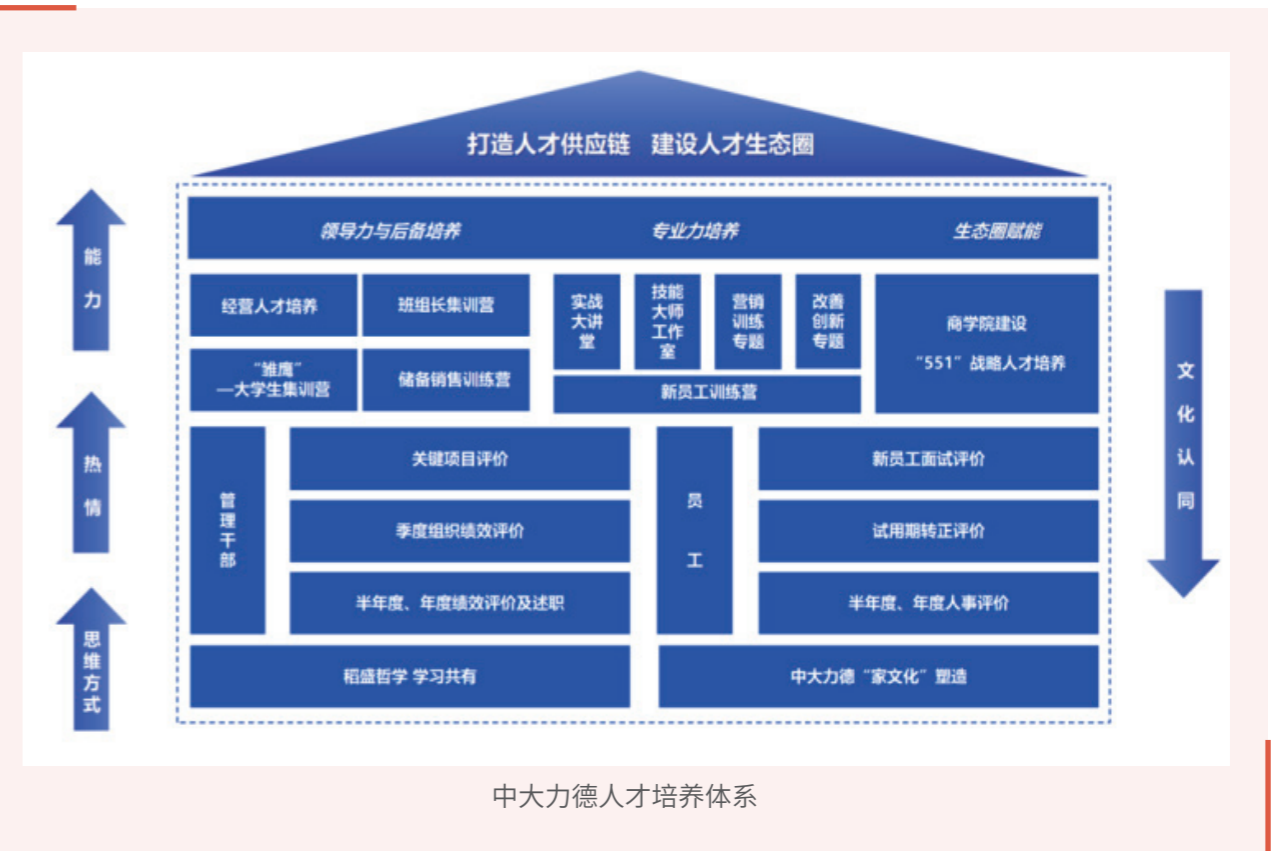 打造人才供应链 建设人才生态圈
能力
热情
思维方式
领导力与后备培养
专业力培养
生态圈赋能
经营人才培养
班组长集训营
“雏鹰”
—大学生集训营
储备销售训练营
实战
大讲
堂
技能
大师
工作
室
营销
训练
专题
改善
创新
专题
新员工训练营
商学院建设
“551”战略人才培养
管理干部
关键项目评价
季度组织绩效评价
半年度、年度绩效评价及述职
员工
新员工面试评价
试用期转正评价
半年度、年度人事评价
稻盛哲学 学习共有
中大力德“家文化”塑造
文化认同
中大力德人才培养体系